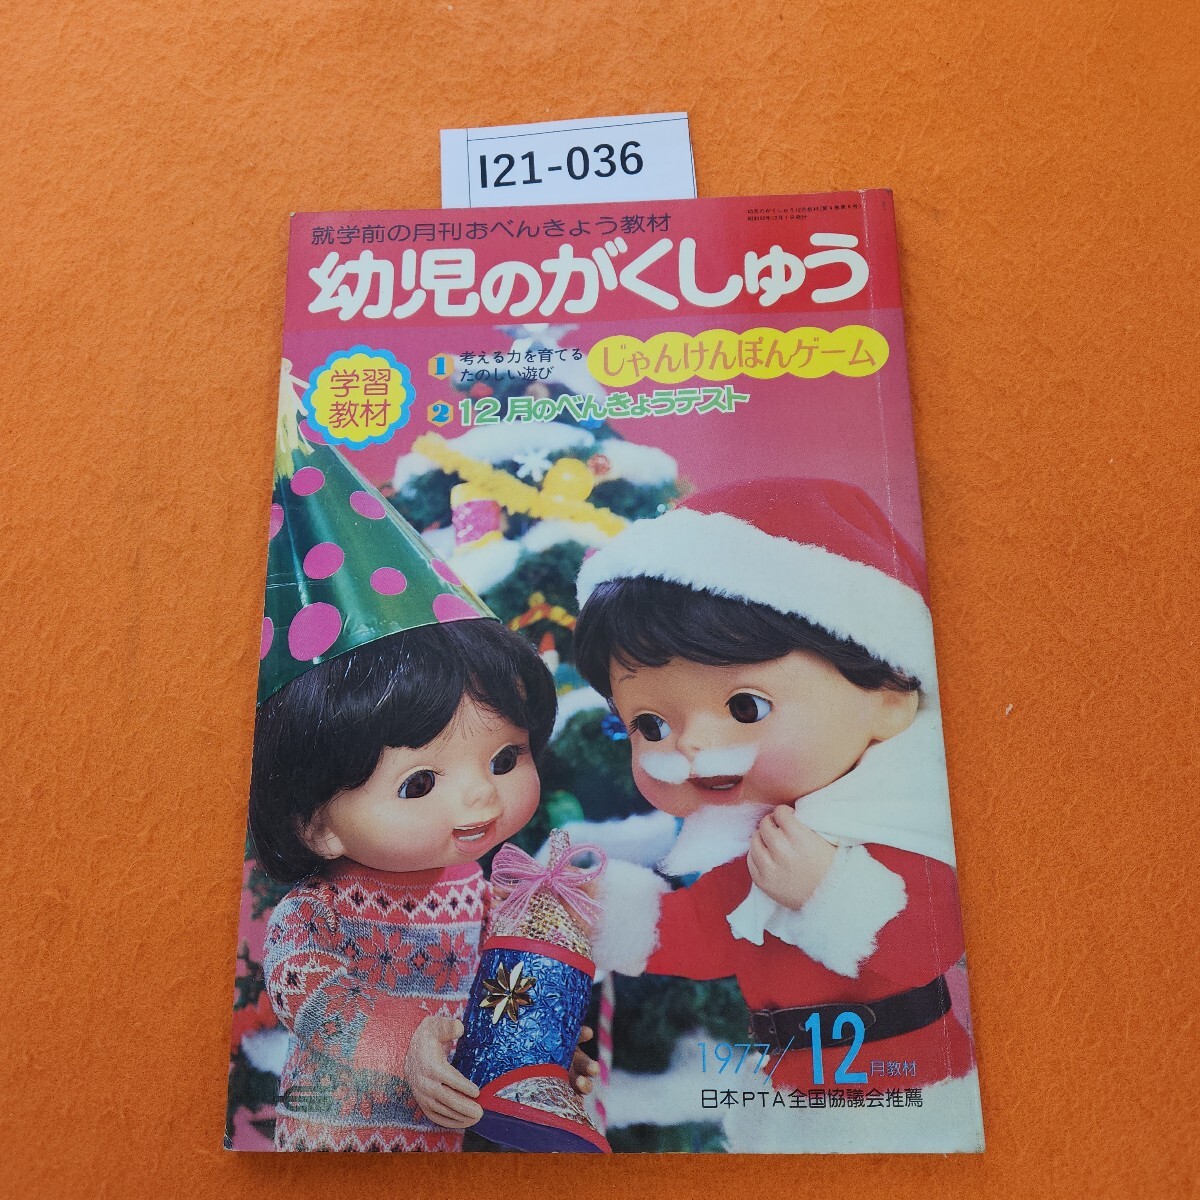 I21-036
就学前の月刊おべんきょう教材
幼児のがくしゅう
学習
教材
1 考える力を育てる
たのしい遊び
じゃんけんぽんゲーム
2 12月のべんきょうテスト
1977/12月教材
日本PTA全国協議会推薦